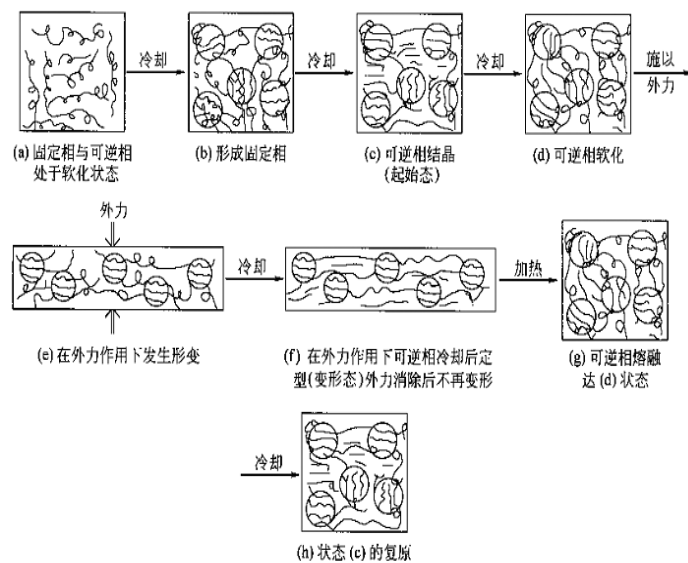 冷却
冷却
冷却
施以
外力
(a) 固定相与可逆相
处于软化状态
(b) 形成固定相
(c) 可逆相结晶
(起始态)
(d) 可逆相软化
外力
冷却
加热
(e) 在外力作用下发生形变
(f) 在外力作用下可逆相冷却后定
型(变形态)外力消除后不再变形
(g) 可逆相熔融
达 (d) 状态
冷却
(h) 状态 (c) 的复原